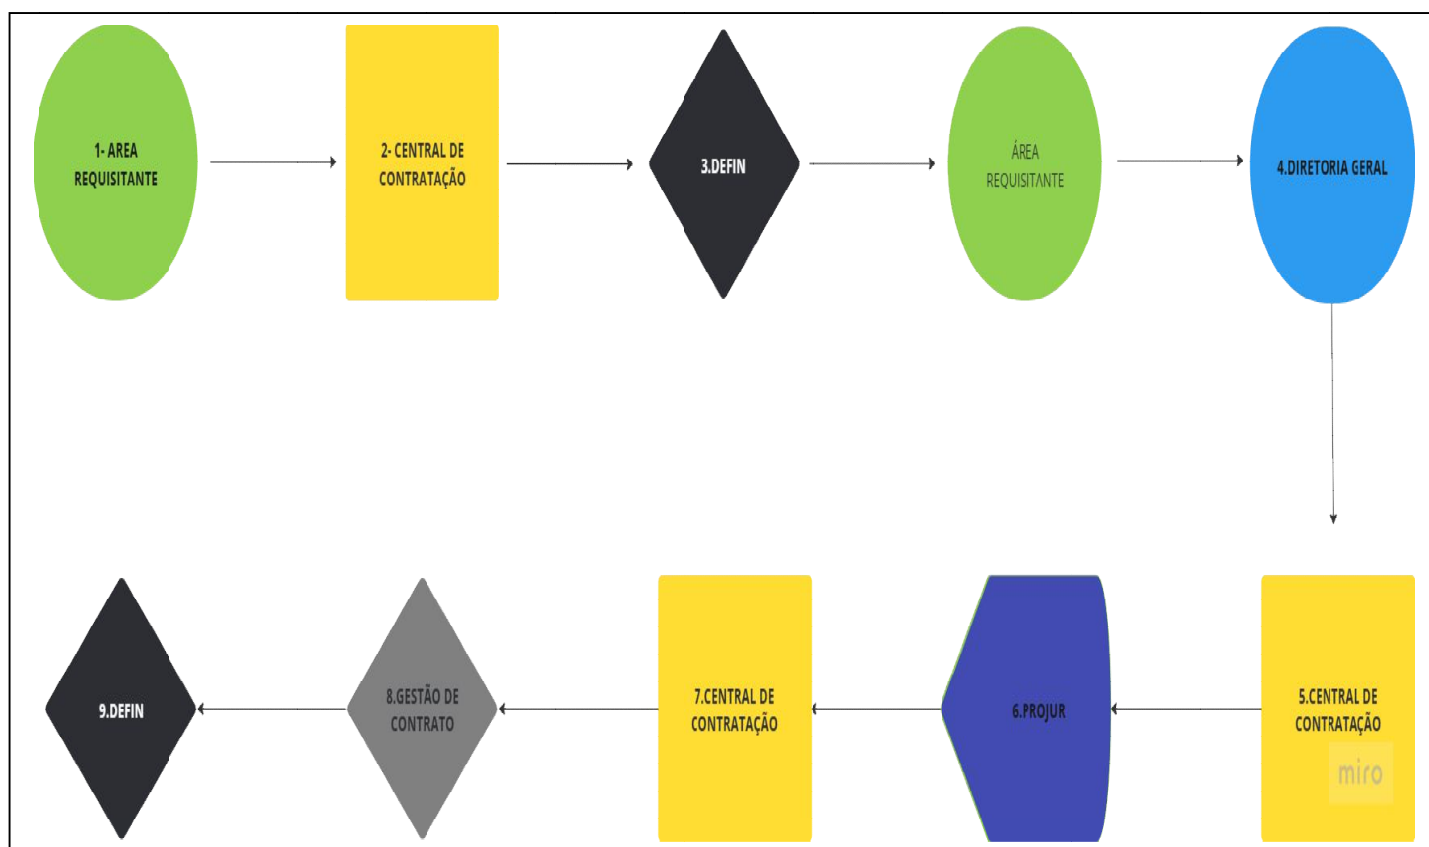 1- AREA
REQUISITANTE
2- CENTRAL DE
CONTRATAÇÃO
3.DEFIN
ÁREA
REQUISITANTE
4.DIRETORIA GERAL
5.CENTRAL DE
CONTRATAÇÃO
6.PROJUR
7.CENTRAL DE
CONTRATAÇÃO
8.GESTÃO DE
CONTRATO
9.DEFIN
miro